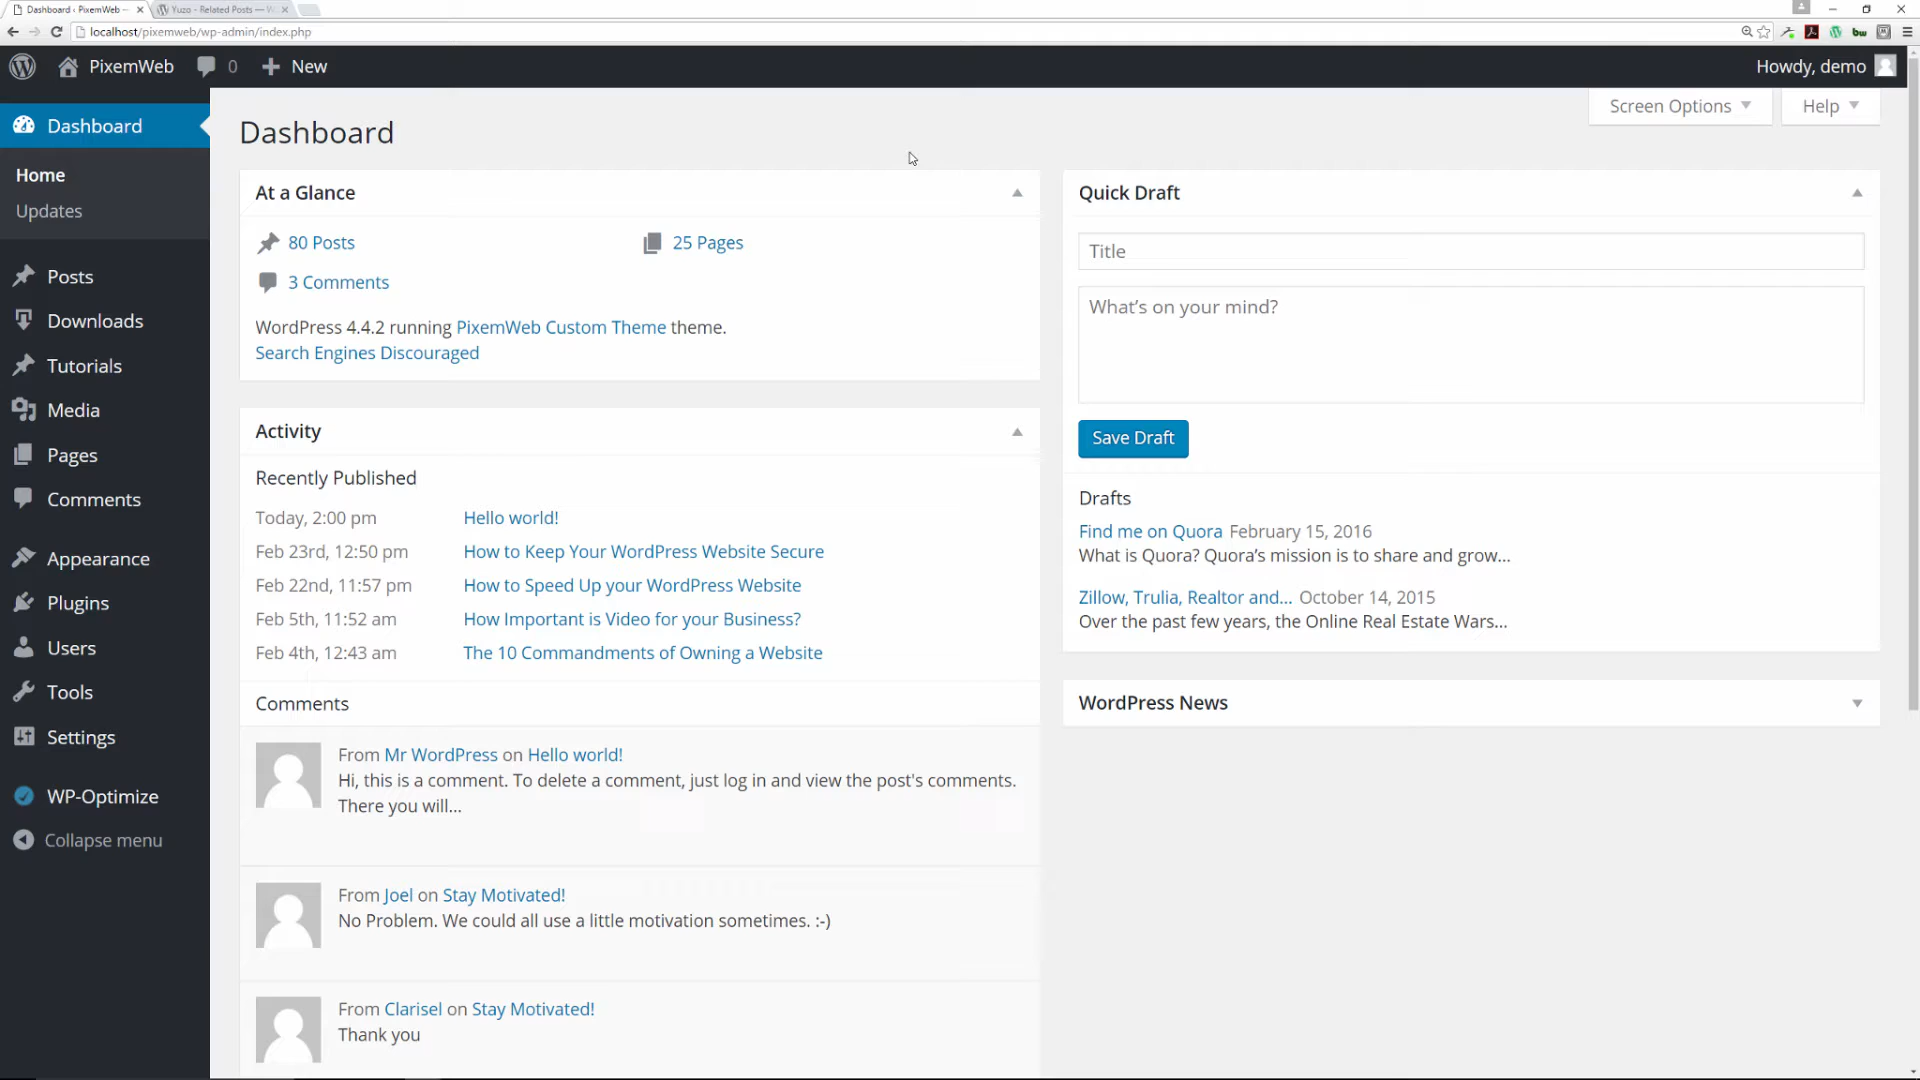 Dashboard ‹ PixemWeb —
Yuzo - Related Posts — W
localhost/pixemweb/wp-admin/index.php
bw
PixemWeb
0
New
Howdy, demo
Dashboard
Home
Updates
Posts
Downloads
Tutorials
Media
Pages
Comments
Appearance
Plugins
Users
Tools
Settings
WP-Optimize
Collapse menu
Screen Options
Help
Dashboard
At a Glance
80 Posts
25 Pages
3 Comments
WordPress 4.4.2 running PixemWeb Custom Theme theme.
Search Engines Discouraged
Activity
Recently Published
Today, 2:00 pm Hello world!
Feb 23rd, 12:50 pm How to Keep Your WordPress Website Secure
Feb 22nd, 11:57 pm How to Speed Up your WordPress Website
Feb 5th, 11:52 am How Important is Video for your Business?
Feb 4th, 12:43 am The 10 Commandments of Owning a Website
Comments
From Mr WordPress on Hello world!
Hi, this is a comment. To delete a comment, just log in and view the post's comments.
There you will...
From Joel on Stay Motivated!
No Problem. We could all use a little motivation sometimes. :-)
From Clarisel on Stay Motivated!
Thank you
Quick Draft
Title
What's on your mind?
Save Draft
Drafts
Find me on Quora February 15, 2016
What is Quora? Quora's mission is to share and grow...
Zillow, Trulia, Realtor and... October 14, 2015
Over the past few years, the Online Real Estate Wars...
WordPress News